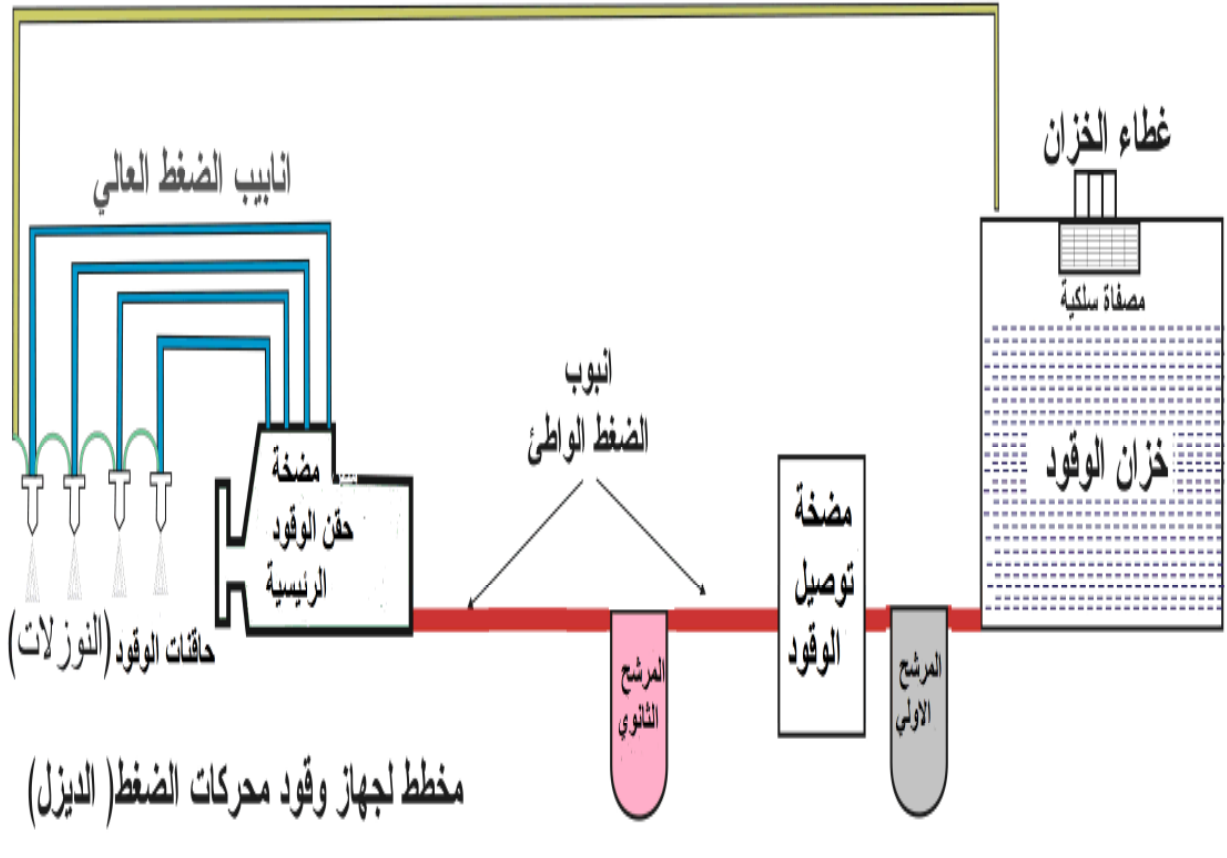 غطاء الخزان
انابيب الضغط العالي
مصفاة سلكية
انبوب
الضغط الواطئ
خزان الوقود
مضخة
توصيل
الوقود
مضخة
حقن الوقود
الرئيسية
المرشح
الاولي
المرشح
الثانوي
حاقنات الوقود (النوزلات)
مخطط لجهاز وقود محركات الضغط( الديزل)